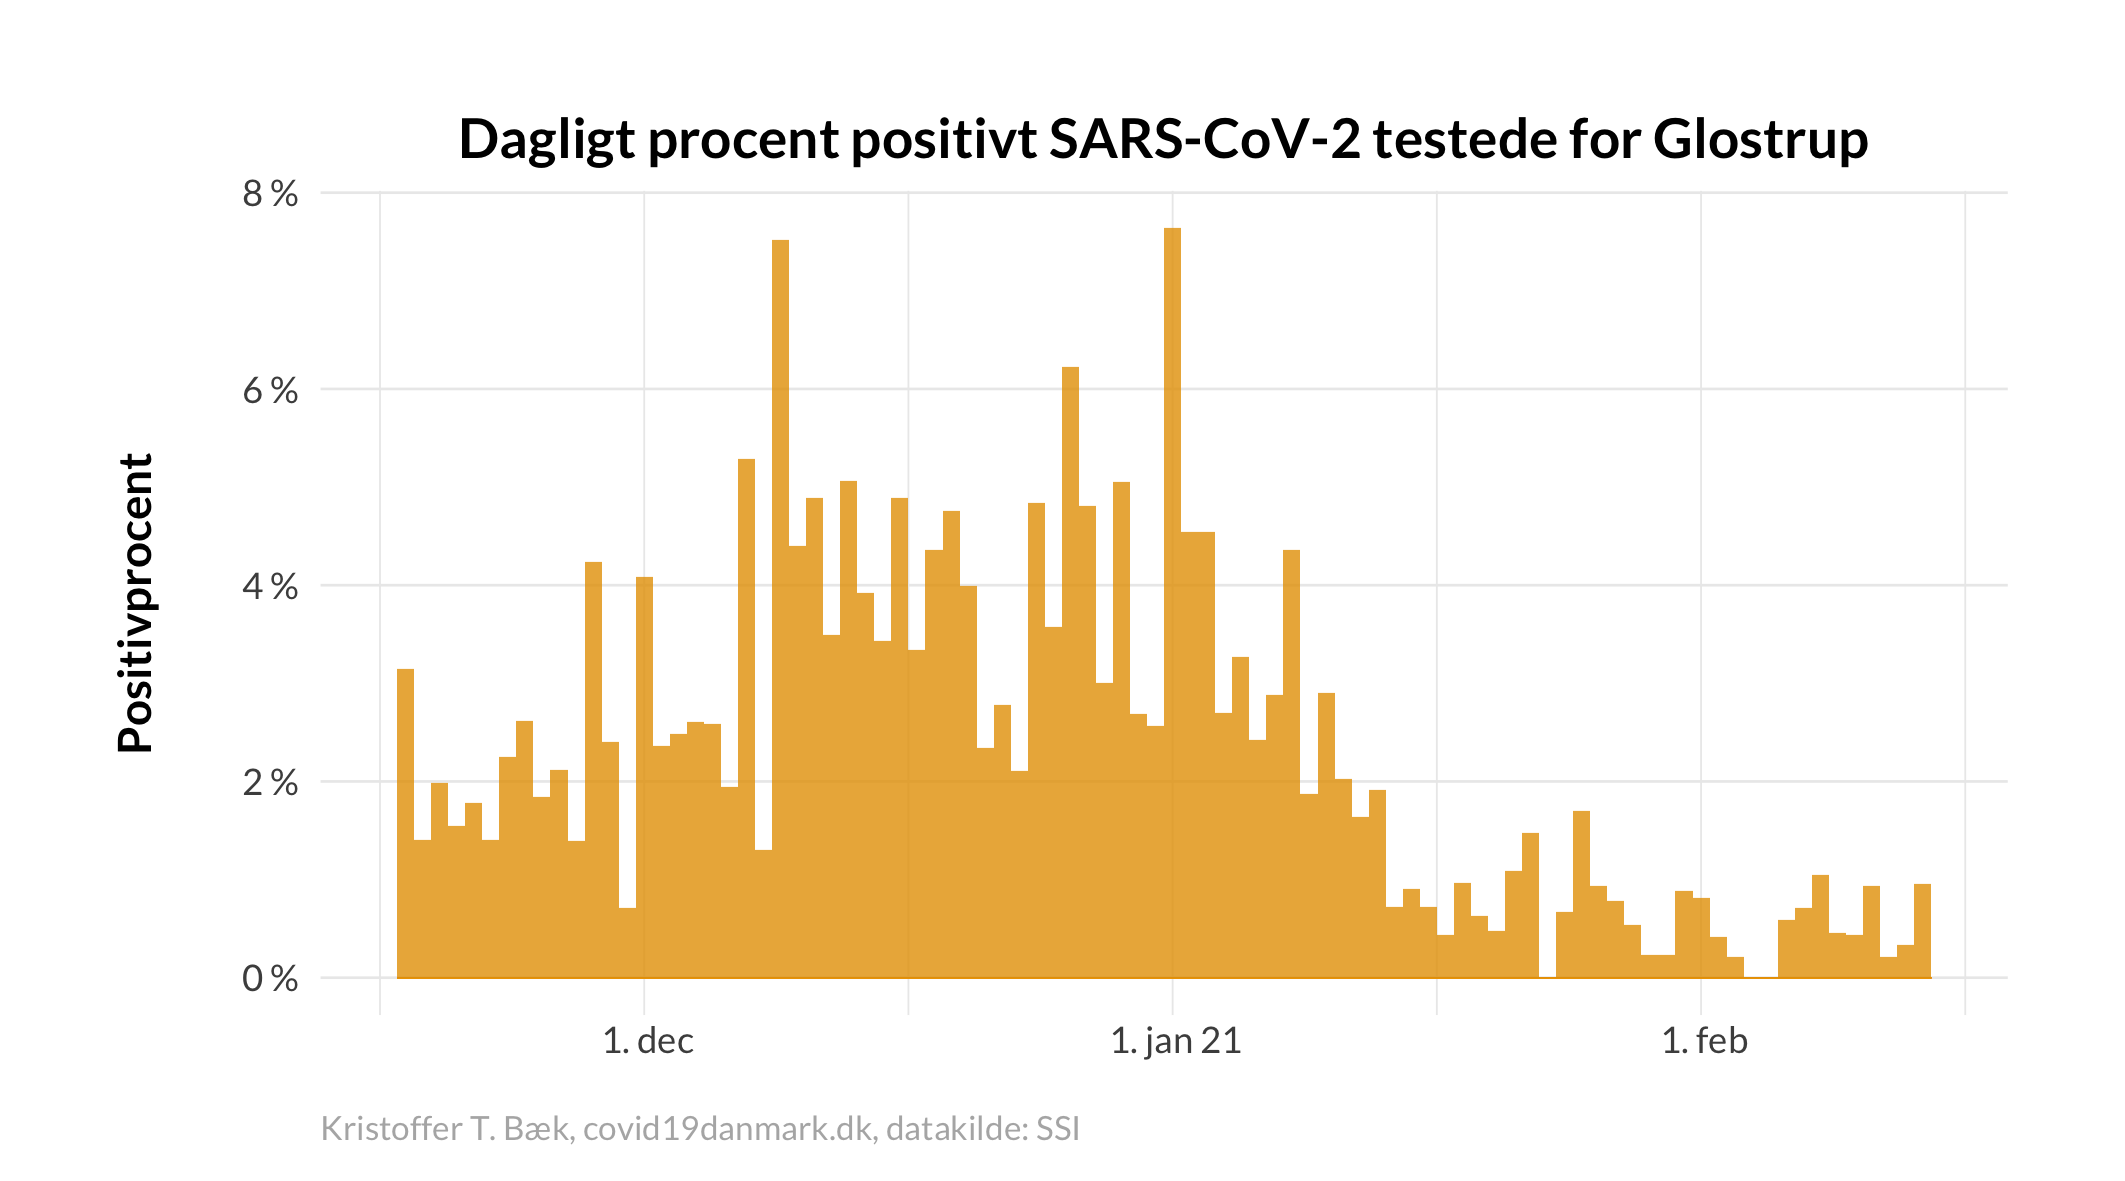 Dagligt procent positivt SARS-CoV-2 testede for Glostrup
Positivprocent
8 %
6 %
4 %
2 %
0 %
1. dec
1. jan 21
1. feb
Kristoffer T. Bæk, covid19danmark.dk, datakilde: SSI